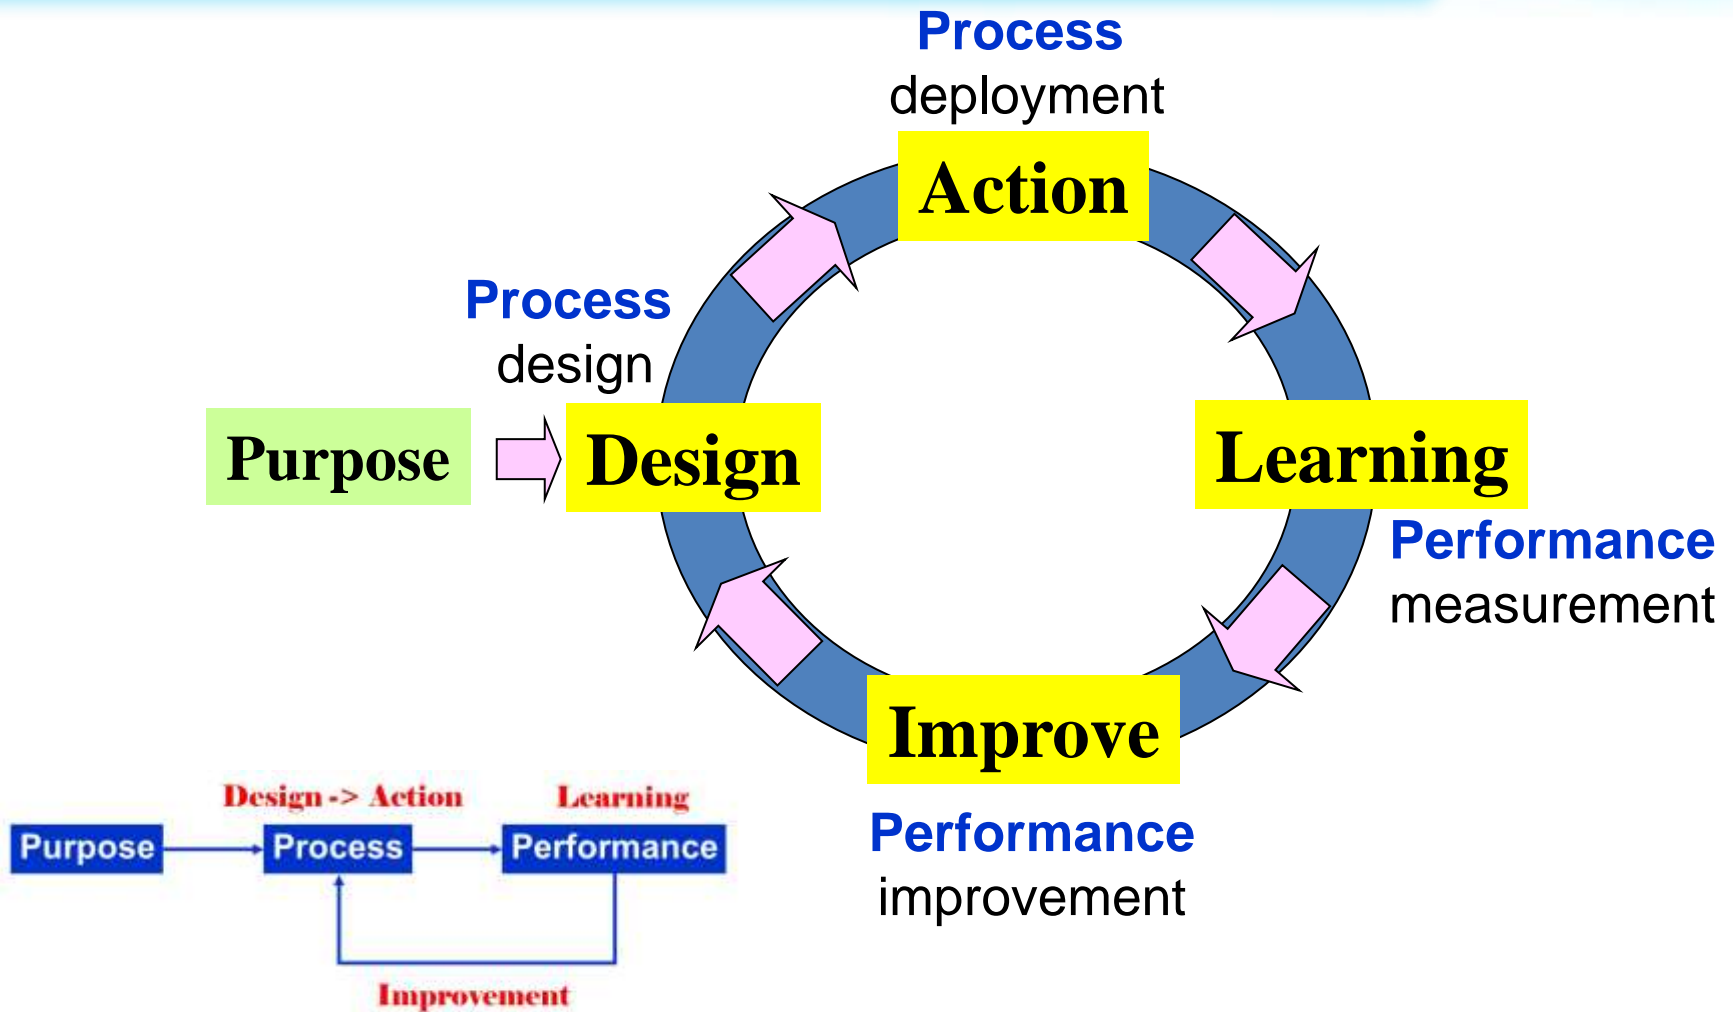 Process
deployment
Action
Process
design
Purpose
Design
Learning
Performance
measurement
Improve
Performance
improvement
Design -> Action
Learning
Purpose
Process
Performance
Improvement